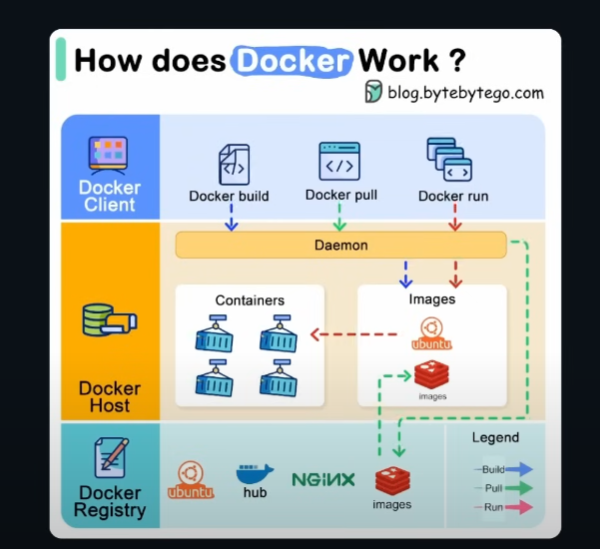 How does Docker Work ?
blog.bytebytego.com
Docker
Client
Docker build
Docker pull
Docker run
Daemon
Docker
Host
Containers
Images
ubuntu
images
Docker
Registry
ubuntu
hub
NGINX
images
Legend
Build
Pull
Run